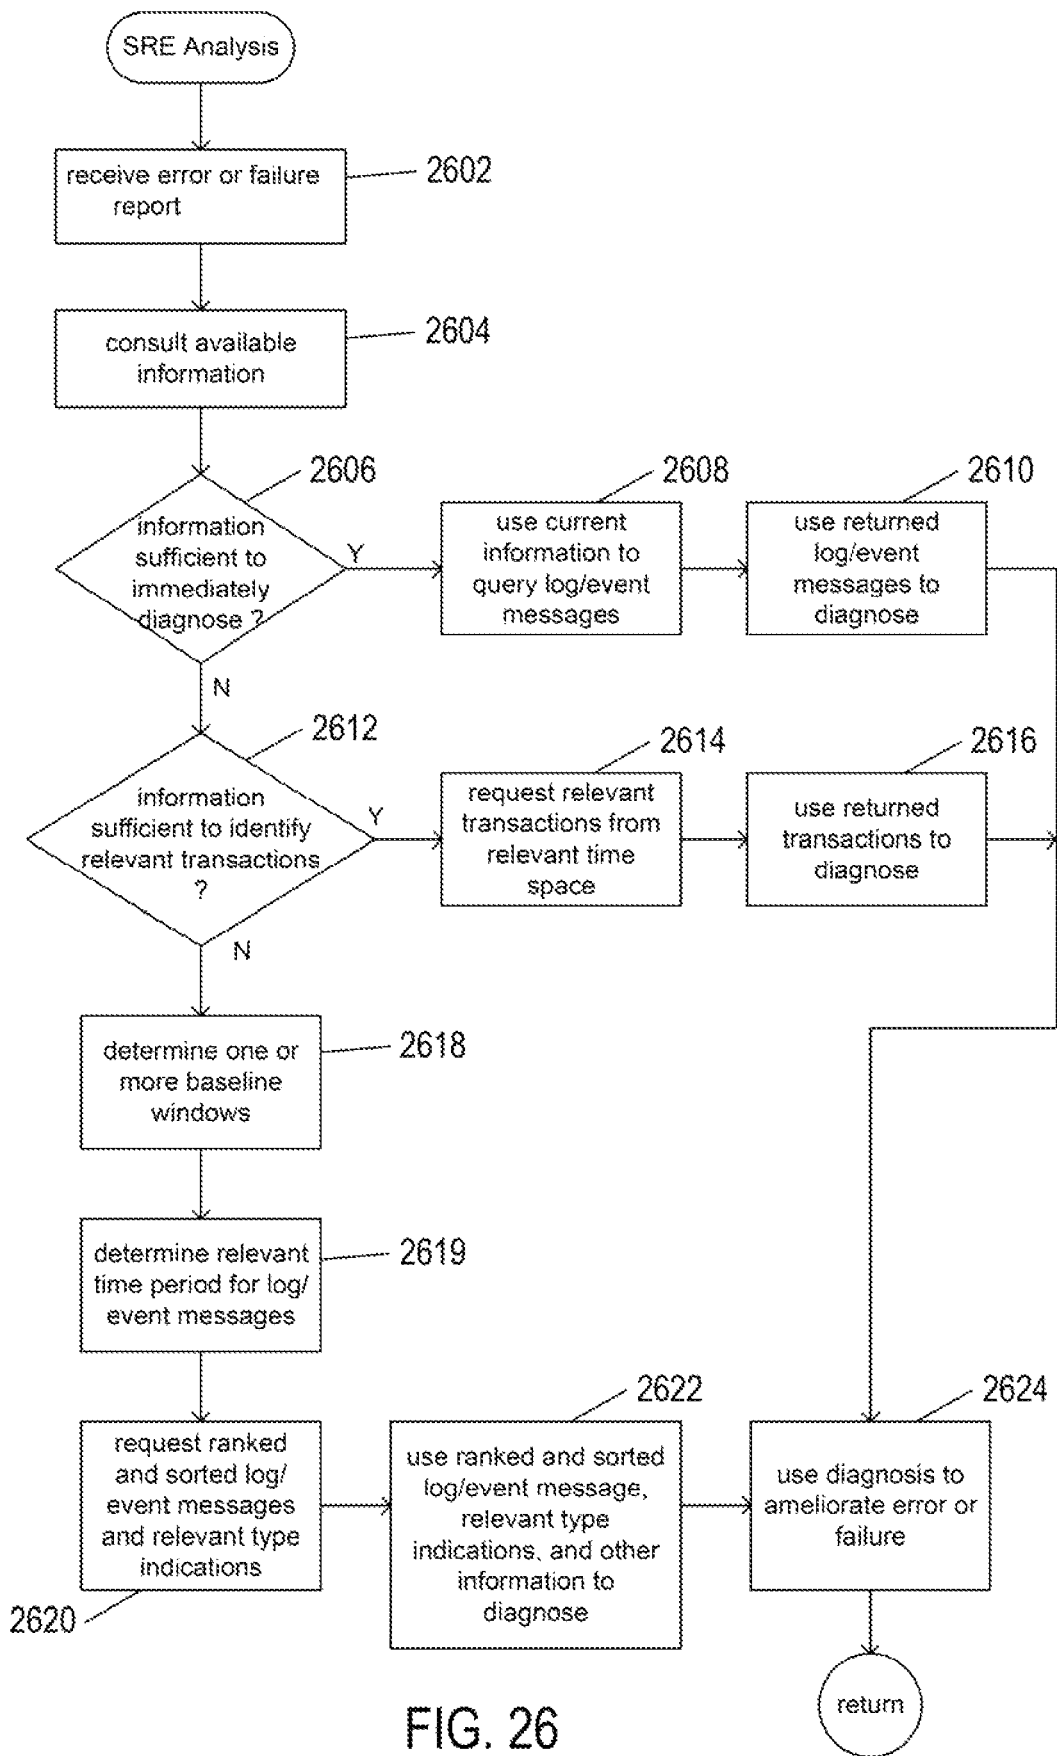 SRE Analysis
receive error or failure
report
2602
consult available
information
2604
information
sufficient to
immediately
diagnose ?
2606
Y
N
use current
information to
query log/event
messages
2608
use returned
log/event
messages to
diagnose
2610
information
sufficient to identify
relevant transactions
?
2612
Y
N
request relevant
transactions from
relevant time
space
2614
use returned
transactions to
diagnose
2616
determine one or
more baseline
windows
2618
determine relevant
time period for log/
event messages
2619
request ranked
and sorted log/
event messages
and relevant type
indications
2620
use ranked and sorted
log/event message,
relevant type
indications, and other
information to
diagnose
2622
use diagnosis to
ameliorate error or
failure
2624
return
FIG. 26